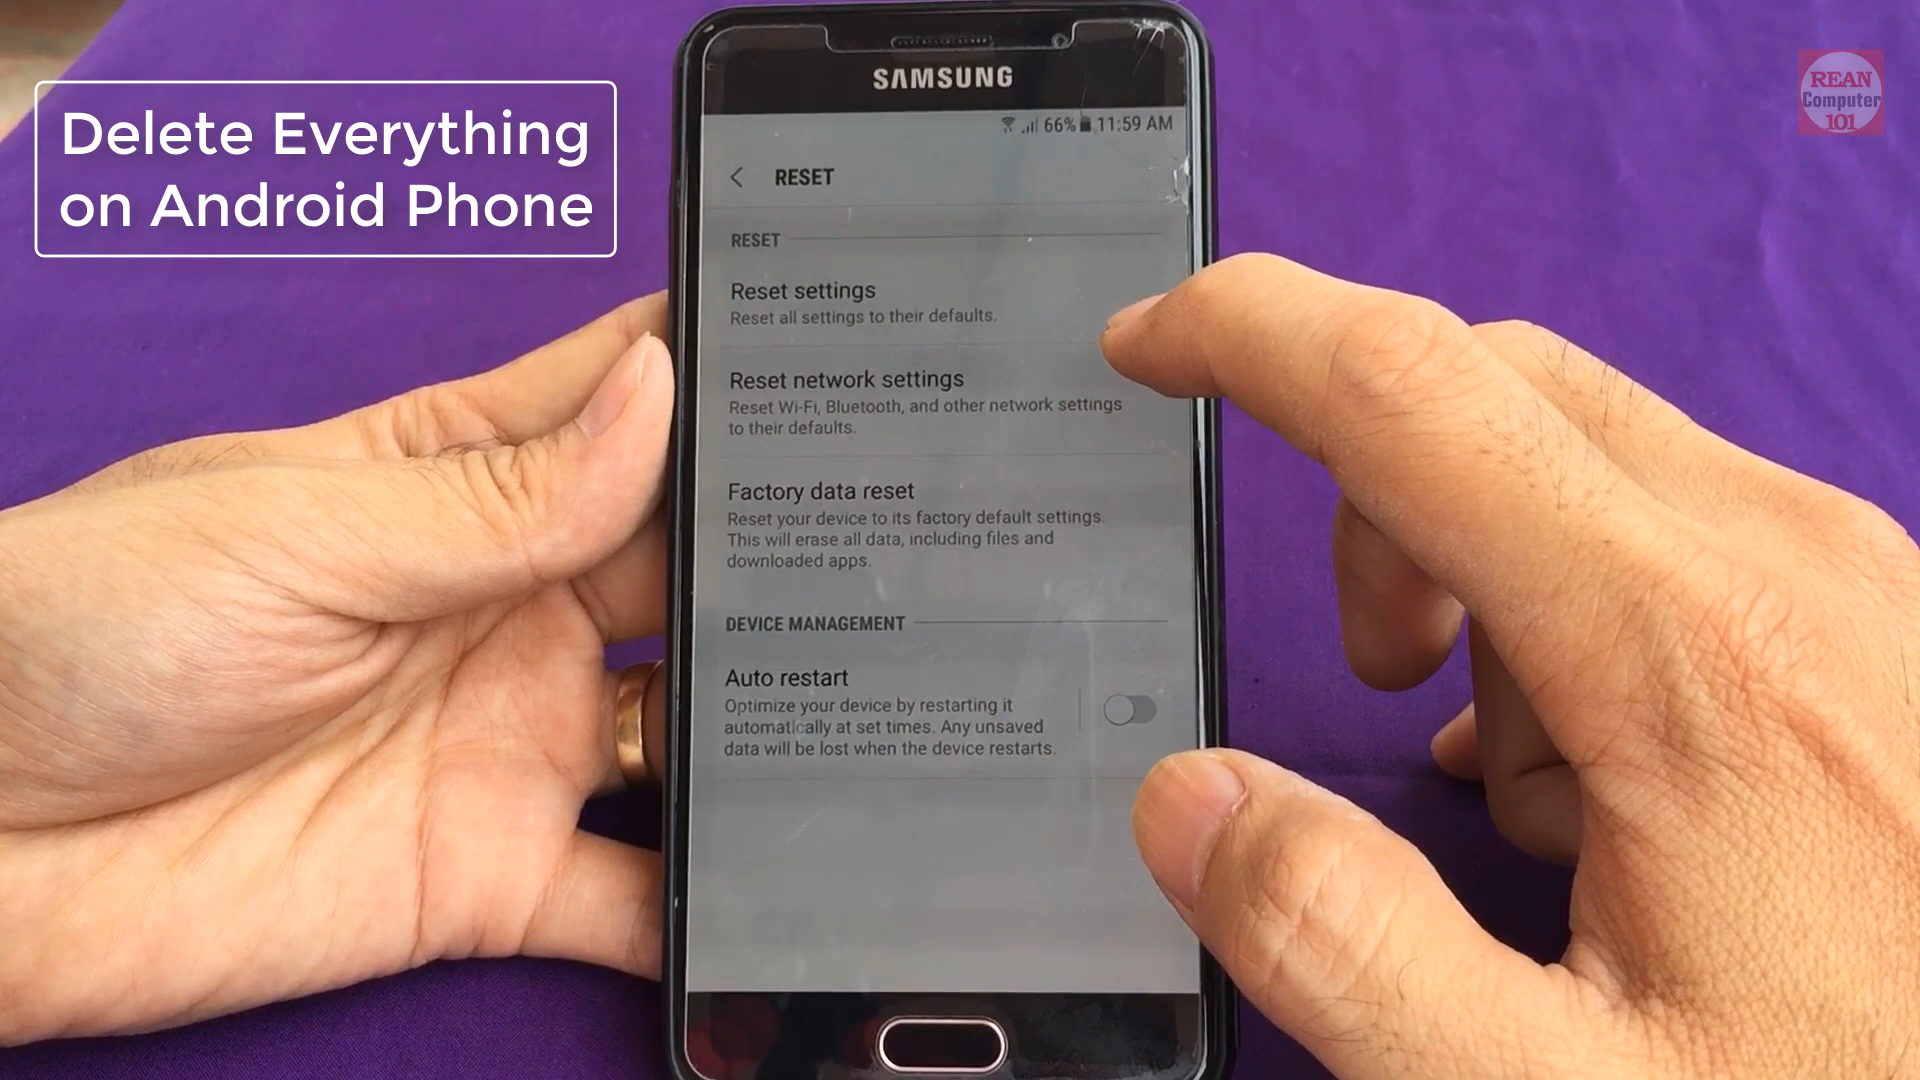 Delete Everything
on Android Phone
REAN
Computer
101
SAMSUNG
66% 11:59 AM
RESET
RESET
Reset settings
Reset all settings to their defaults.
Reset network settings
Reset Wi-Fi, Bluetooth, and other network settings
to their defaults.
Factory data reset
Reset your device to its factory default settings.
This will erase all data, including files and
downloaded apps.
DEVICE MANAGEMENT
Auto restart
Optimize your device by restarting it
automatically at set times. Any unsaved
data will be lost when the device restarts.